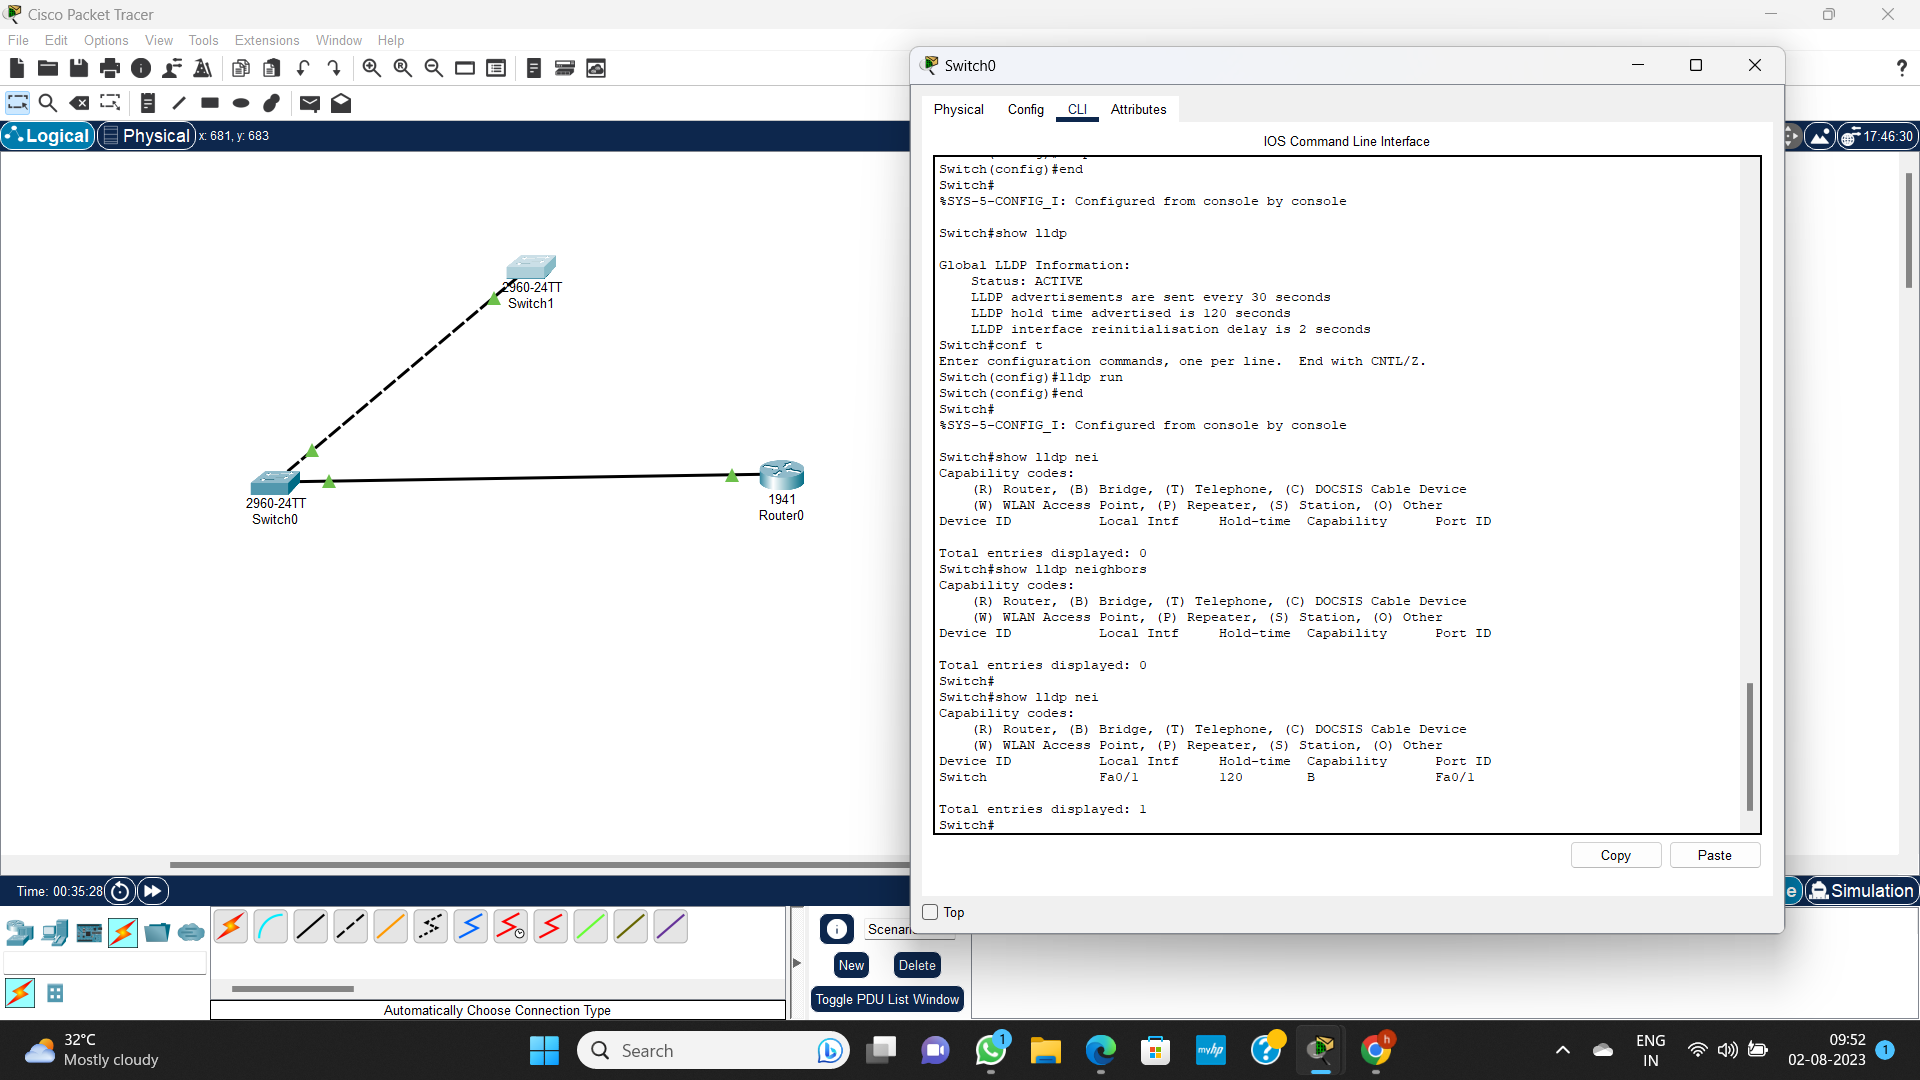 Cisco Packet Tracer
File Edit Options View Tools Extensions Window Help
?
Logical Physical x: 681, y: 683
17:46:30
2960-24TT
Switch1
2960-24TT
Switch0
1941
Router0
Switch0
Physical Config CLI Attributes
IOS Command Line Interface
Switch(config)#end
Switch#
%SYS-5-CONFIG_I: Configured from console by console
Switch#show lldp
Global LLDP Information:
Status: ACTIVE
LLDP advertisements are sent every 30 seconds
LLDP hold time advertised is 120 seconds
LLDP interface reinitialisation delay is 2 seconds
Switch#conf t
Enter configuration commands, one per line. End with CNTL/Z.
Switch(config)#lldp run
Switch(config)#end
Switch#
%SYS-5-CONFIG_I: Configured from console by console
Switch#show lldp nei
Capability codes:
(R) Router, (B) Bridge, (T) Telephone, (C) DOCSIS Cable Device
(W) WLAN Access Point, (P) Repeater, (S) Station, (O) Other
Device ID Local Intf Hold-time Capability Port ID
Total entries displayed: 0
Switch#show lldp neighbors
Capability codes:
(R) Router, (B) Bridge, (T) Telephone, (C) DOCSIS Cable Device
(W) WLAN Access Point, (P) Repeater, (S) Station, (O) Other
Device ID Local Intf Hold-time Capability Port ID
Total entries displayed: 0
Switch#
Switch#show lldp nei
Capability codes:
(R) Router, (B) Bridge, (T) Telephone, (C) DOCSIS Cable Device
(W) WLAN Access Point, (P) Repeater, (S) Station, (O) Other
Device ID Local Intf Hold-time Capability Port ID
Switch Fa0/1 120 B Fa0/1
Total entries displayed: 1
Switch#
Copy Paste
Top
Time: 00:35:28
e Simulation
Scenar
New Delete
Toggle PDU List Window
Automatically Choose Connection Type
32°C
Mostly cloudy
Search
1
myhp
?
h
ENG
IN
09:52
02-08-2023
1